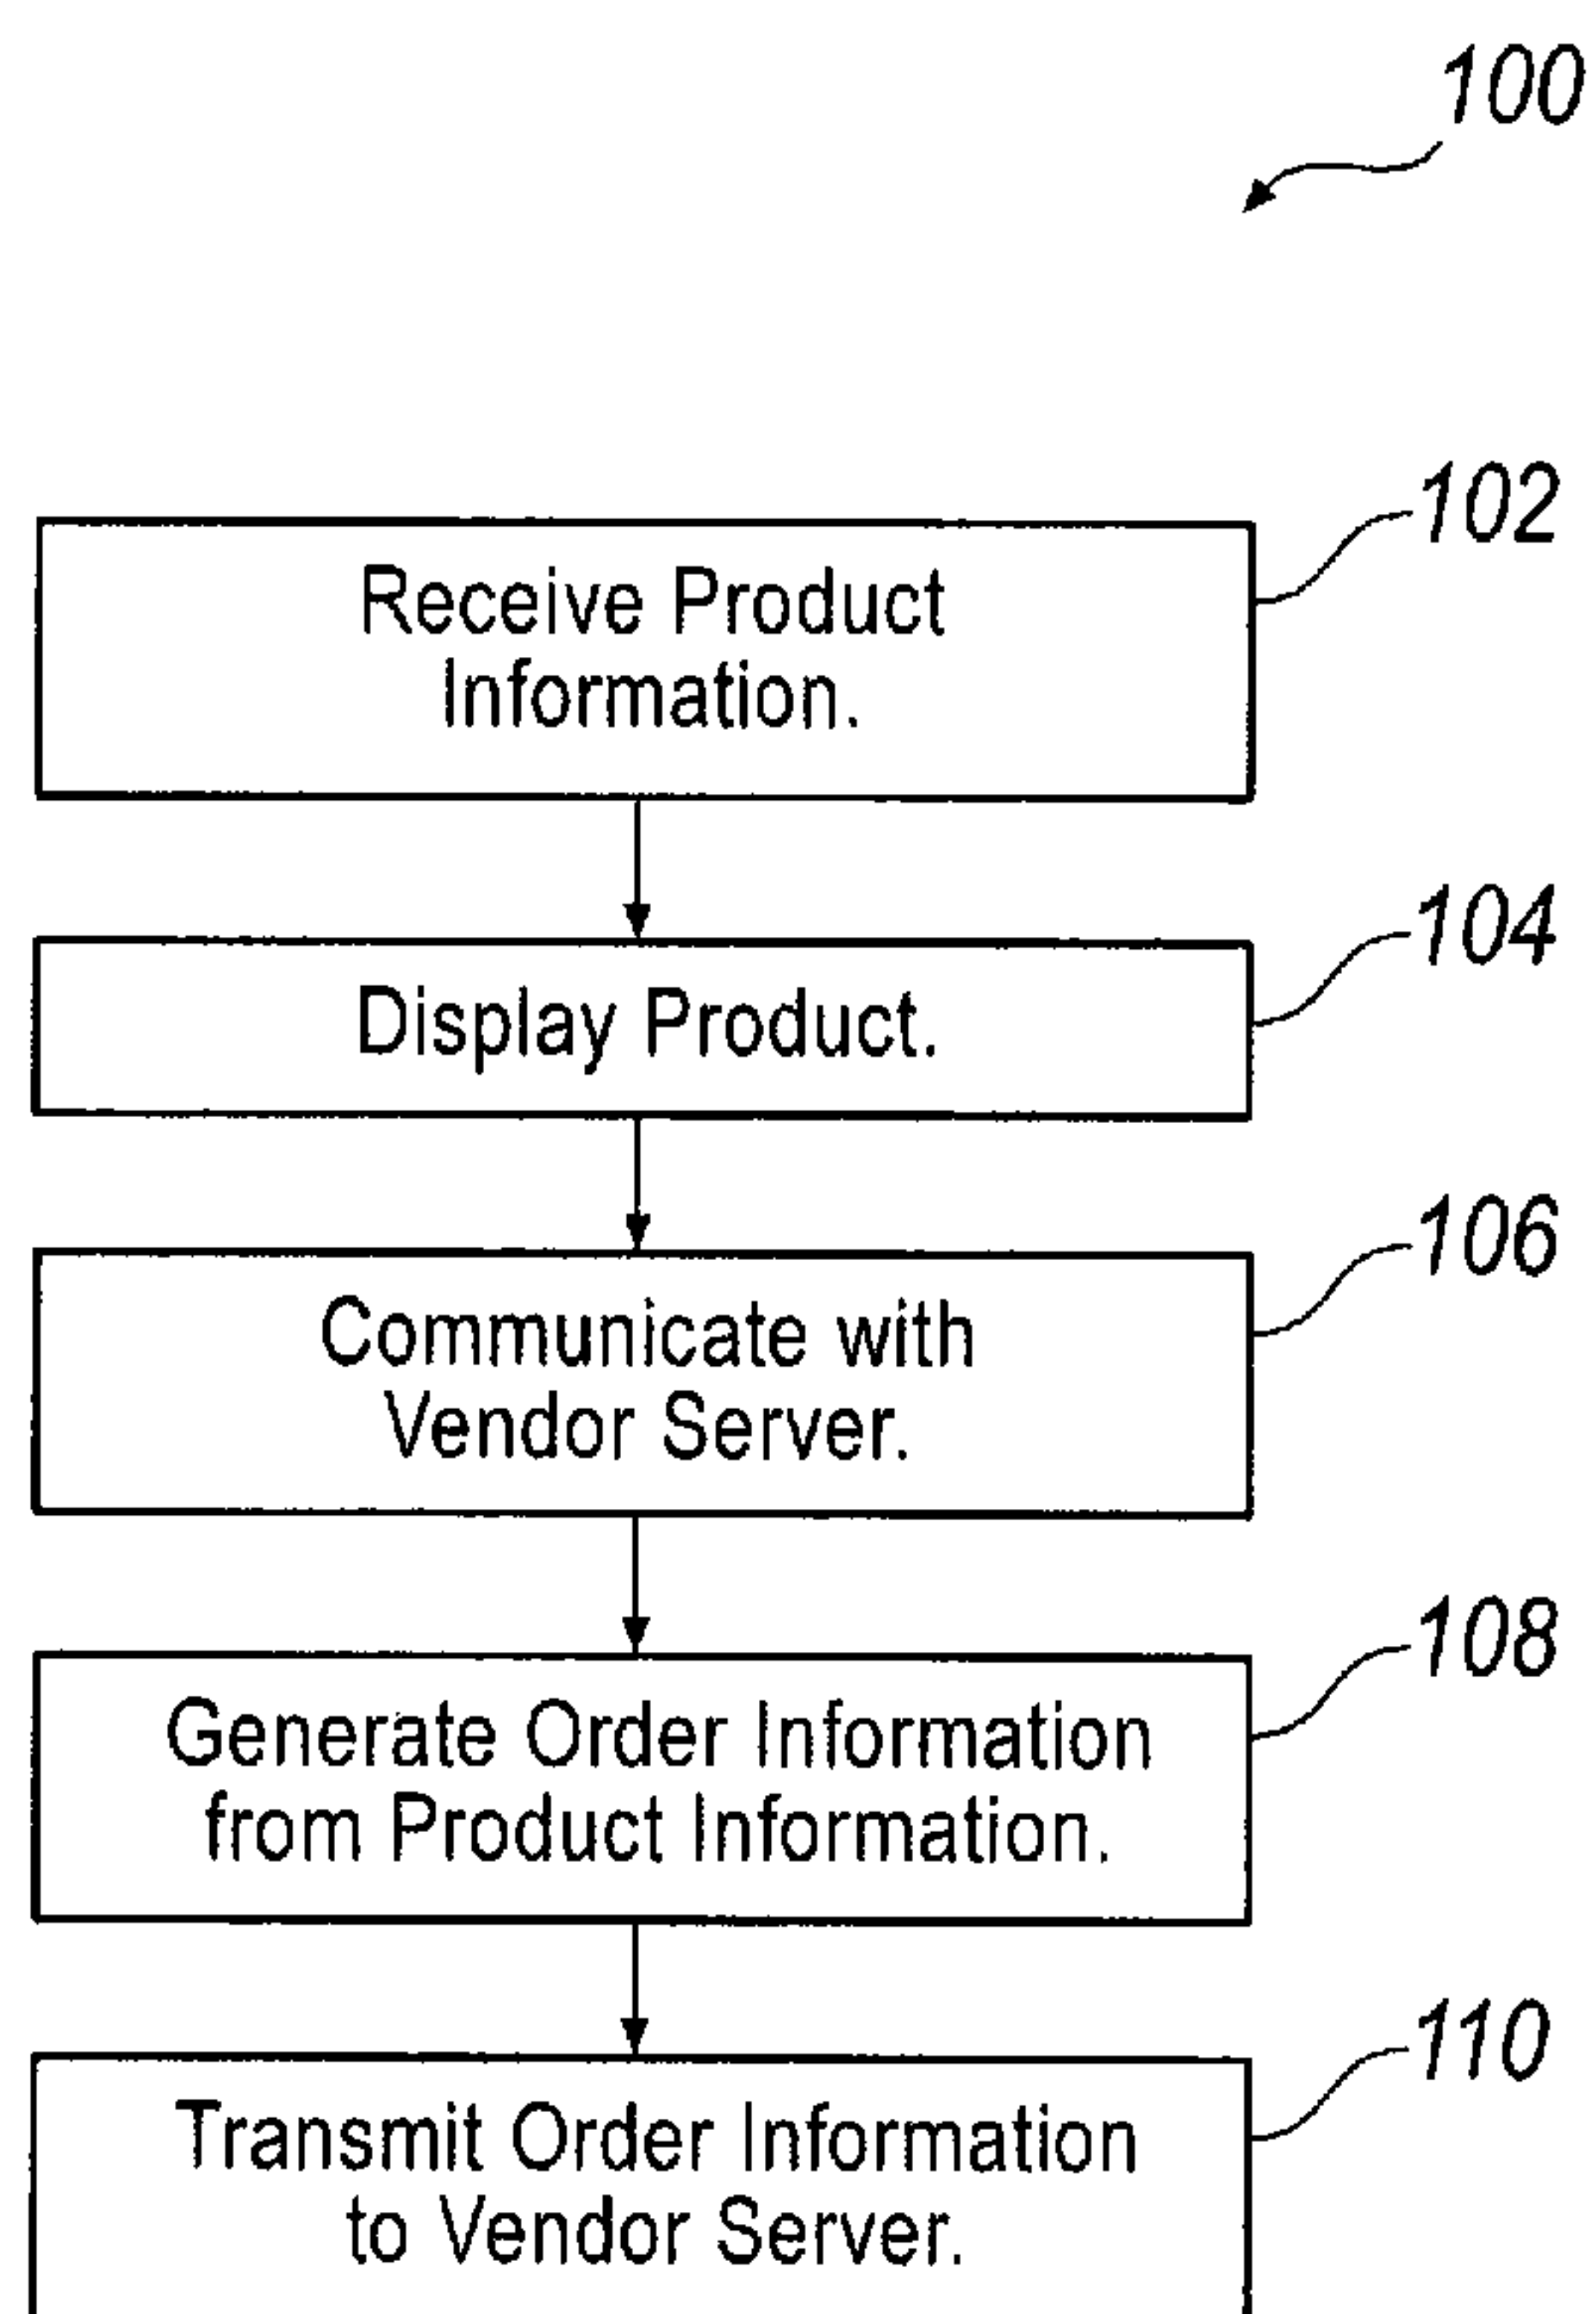 100
102
Receive Product
Information.
104
Display Product.
106
Communicate with
Vendor Server.
108
Generate Order Information
from Product Information.
110
Transmit Order Information
to Vendor Server.